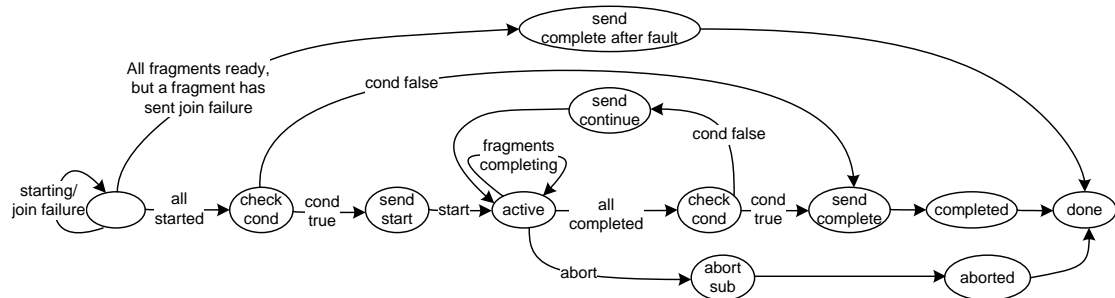 send
complete after fault
All fragments ready,
but a fragment has
sent join failure
cond false
send
continue
cond false
fragments
completing
starting/
join failure
all
started
check
cond
cond
true
send
start
start
active
all
completed
check
cond
cond
true
send
complete
completed
done
abort
abort
sub
aborted